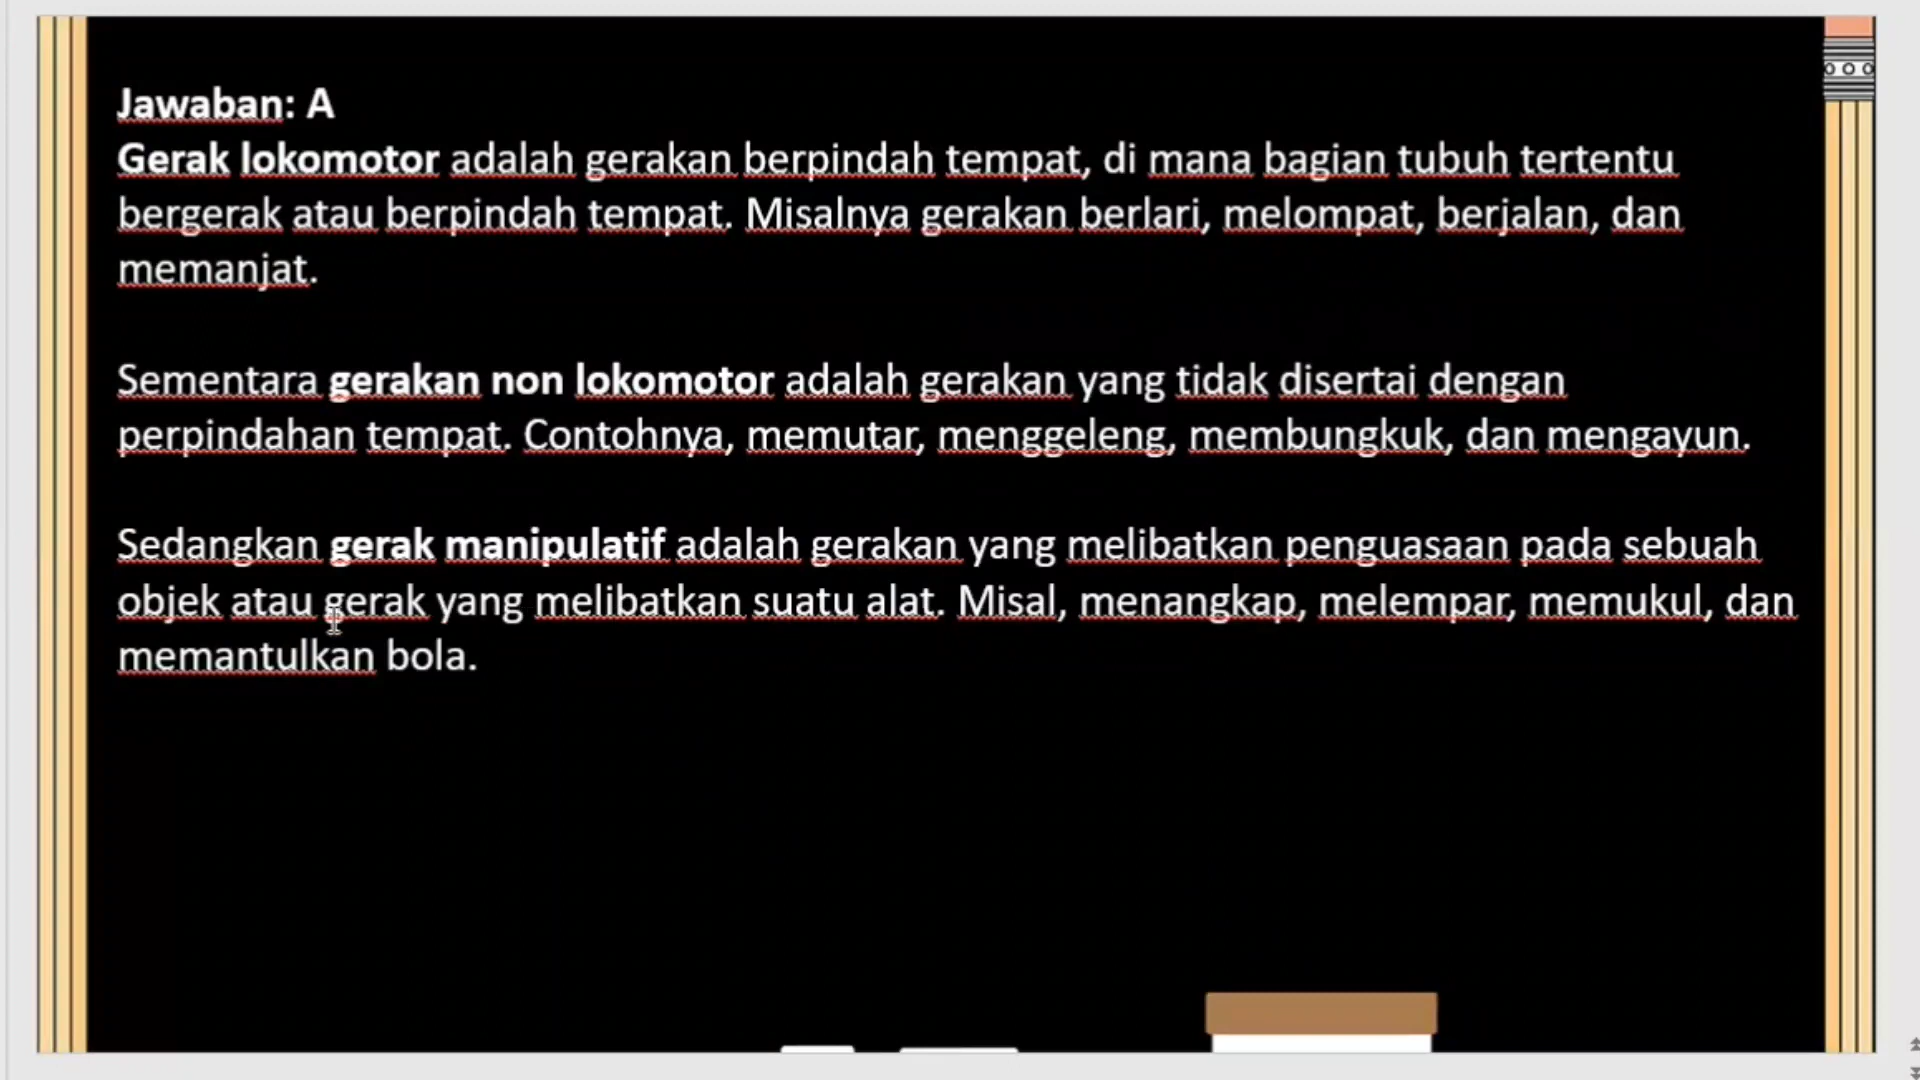 Jawaban: A
Gerak lokomotor adalah gerakan berpindah tempat, di mana bagian tubuh tertentu
bergerak atau berpindah tempat. Misalnya gerakan berlari, melompat, berjalan, dan
memanjat.
Sementara gerakan non lokomotor adalah gerakan yang tidak disertai dengan
perpindahan tempat. Contohnya, memutar, menggeleng, membungkuk, dan mengayun.
Sedangkan gerak manipulatif adalah gerakan yang melibatkan penguasaan pada sebuah
objek atau gerak yang melibatkan suatu alat. Misal, menangkap, melempar, memukul, dan
memantulkan bola.